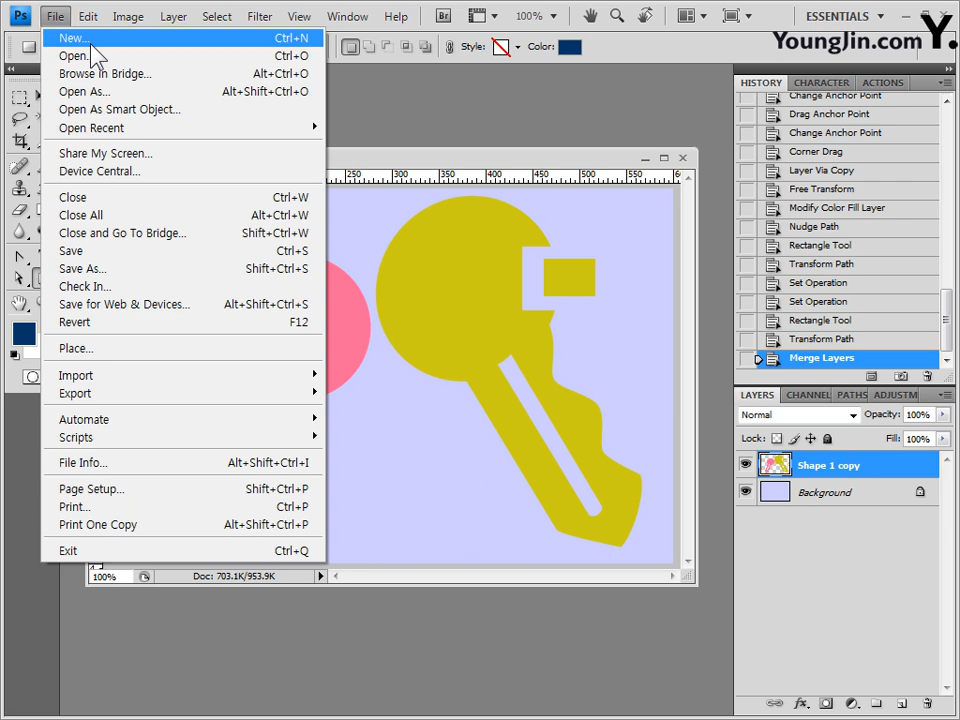 Ps File Edit Image Layer Select Filter View Window Help Br 100% ESSENTIALS
YoungJin.com Y.
Style: Color:
New... Ctrl+N
Open... Ctrl+O
Browse in Bridge... Alt+Ctrl+O
Open As... Alt+Shift+Ctrl+O
Open As Smart Object...
Open Recent
Share My Screen...
Device Central...
Close Ctrl+W
Close All Alt+Ctrl+W
Close and Go To Bridge... Shift+Ctrl+W
Save Ctrl+S
Save As... Shift+Ctrl+S
Check In...
Save for Web & Devices... Alt+Shift+Ctrl+S
Revert F12
Place...
Import
Export
Automate
Scripts
File Info... Alt+Shift+Ctrl+I
Page Setup... Shift+Ctrl+P
Print... Ctrl+P
Print One Copy Alt+Shift+Ctrl+P
Exit Ctrl+Q
250 300 350 400 450 500 550
100% Doc: 703.1K/953.9K
HISTORY CHARACTER ACTIONS
Change Anchor Point
Drag Anchor Point
Change Anchor Point
Corner Drag
Layer Via Copy
Free Transform
Modify Color Fill Layer
Nudge Path
Rectangle Tool
Transform Path
Set Operation
Set Operation
Rectangle Tool
Transform Path
Merge Layers
LAYERS CHANNEL PATHS ADJUSTM
Normal Opacity: 100%
Lock: Fill: 100%
Shape 1 copy
Background